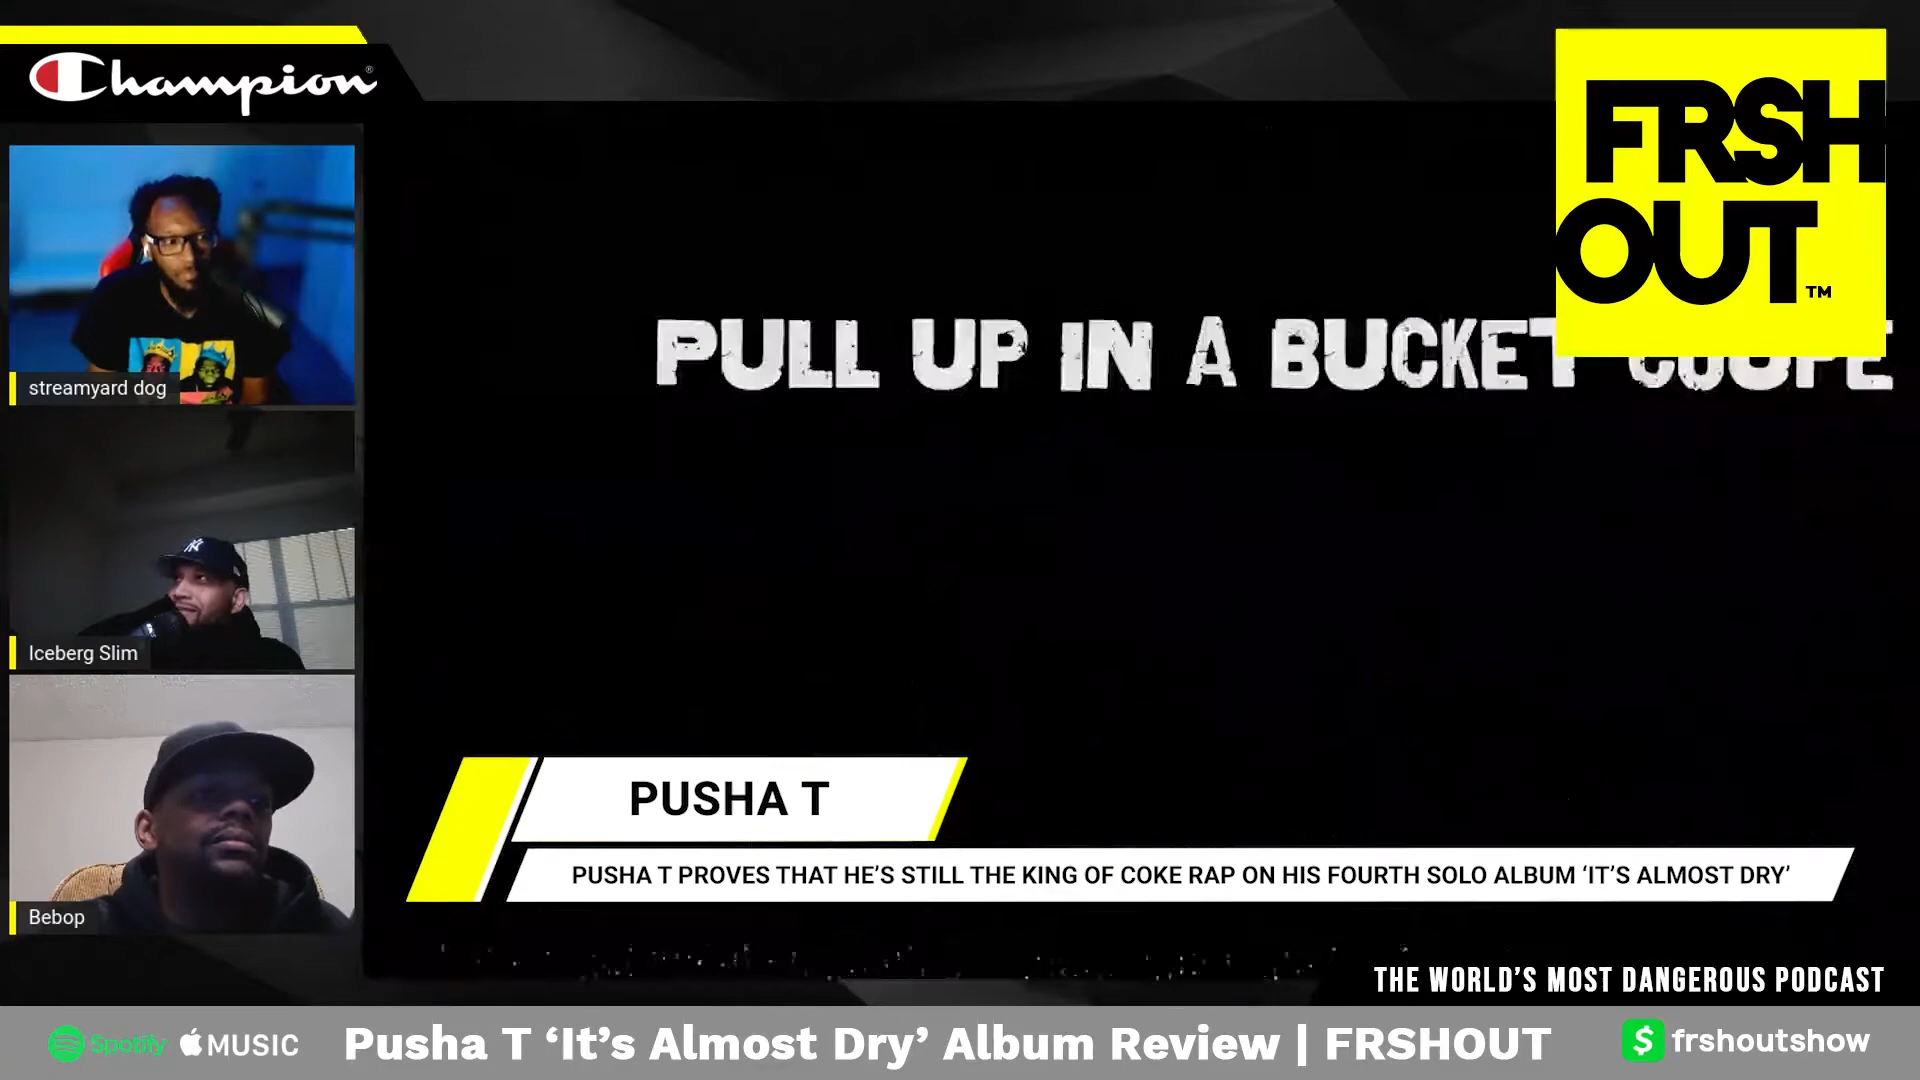 Champion®
FRSH
OUT™
streamyard dog
PULL UP IN A BUCKET COUPE
Iceberg Slim
Bebop
PUSHA T
PUSHA T PROVES THAT HE’S STILL THE KING OF COKE RAP ON HIS FOURTH SOLO ALBUM ‘IT’S ALMOST DRY’
THE WORLD’S MOST DANGEROUS PODCAST
Spotify MUSIC Pusha T ‘It’s Almost Dry’ Album Review | FRSHOUT $ frshoutshow